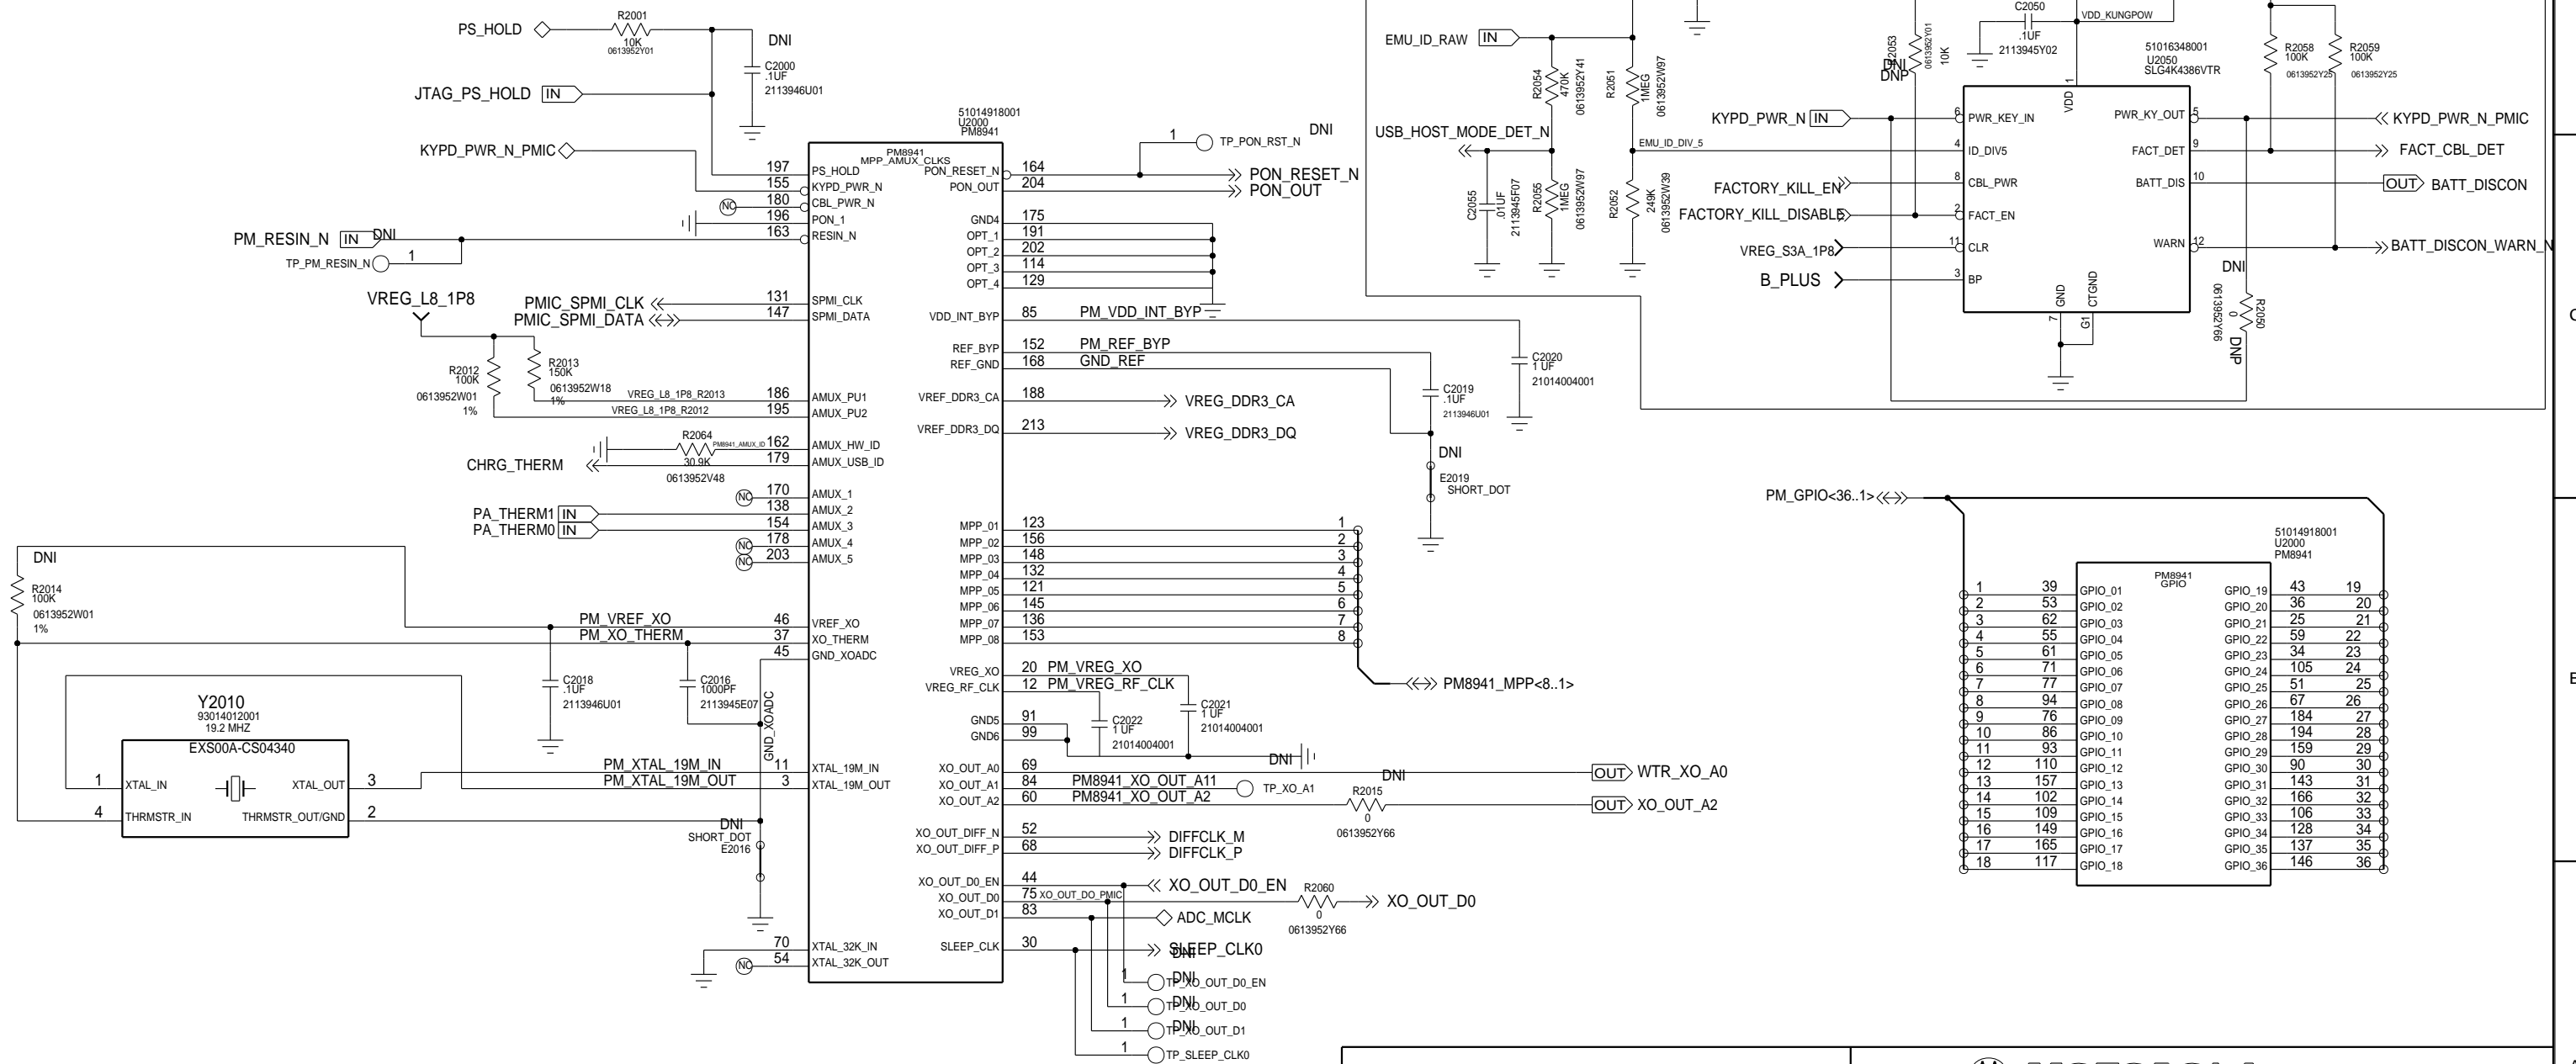 PS_HOLD
R2001
10K
0613952Y01
DNI
C2000
.1UF
2113946U01
JTAG_PS_HOLD
IN
KYPD_PWR_N_PMIC
51014918001
U2000
PM8941
PM8941
MPP_AMUX_CLKS
197 PS_HOLD
155 KYPD_PWR_N
NC 180 CBL_PWR_N
196 PON_1
163 RESIN_N
PM_RESIN_N IN DNI
TP_PM_RESIN_N 1
VREG_L8_1P8
PMIC_SPMI_CLK 131 SPMI_CLK
PMIC_SPMI_DATA 147 SPMI_DATA
R2012
100K
0613952W01
1%
R2013
150K
0613952W18
1%
VREG_L8_1P8_R2013 186 AMUX_PU1
VREG_L8_1P8_R2012 195 AMUX_PU2
R2064
30.9K
0613952V48
PM8941_AMUX_ID 162 AMUX_HW_ID
CHRG_THERM 179 AMUX_USB_ID
NC 170 AMUX_1
PA_THERM1 IN 138 AMUX_2
PA_THERM0 IN 154 AMUX_3
NC 178 AMUX_4
NC 203 AMUX_5
DNI
R2014
100K
0613952W01
1%
PM_VREF_XO 46 VREF_XO
PM_XO_THERM 37 XO_THERM
45 GND_XOADC
C2018
.1UF
2113946U01
C2016
1000PF
2113945E07
GND_XOADC
Y2010
93014012001
19.2 MHZ
EXS00A-CS04340
1 XTAL_IN
XTAL_OUT 3
4 THRMSTR_IN
THRMSTR_OUT/GND 2
PM_XTAL_19M_IN 11 XTAL_19M_IN
PM_XTAL_19M_OUT 3 XTAL_19M_OUT
DNI
SHORT_DOT
E2016
70 XTAL_32K_IN
NC 54 XTAL_32K_OUT
PON_RESET_N 164 PON_RESET_N
PON_OUT 204 PON_OUT
1 TP_PON_RST_N
DNI
GND4 175
OPT_1 191
OPT_2 202
OPT_3 114
OPT_4 129
VDD_INT_BYP 85 PM_VDD_INT_BYP
REF_BYP 152 PM_REF_BYP
REF_GND 168 GND_REF
VREF_DDR3_CA 188 VREG_DDR3_CA
VREF_DDR3_DQ 213 VREG_DDR3_DQ
C2020
1 UF
21014004001
C2019
.1UF
2113946U01
DNI
E2019
SHORT_DOT
MPP_01 123 1
MPP_02 156 2
MPP_03 148 3
MPP_04 132 4
MPP_05 121 5
MPP_06 145 6
MPP_07 136 7
MPP_08 153 8
PM8941_MPP<8..1>
VREG_XO 20 PM_VREG_XO
VREG_RF_CLK 12 PM_VREG_RF_CLK
GND5 91
GND6 99
C2022
1 UF
21014004001
C2021
1 UF
21014004001
DNI
XO_OUT_A0 69 OUT WTR_XO_A0
XO_OUT_A1 84 PM8941_XO_OUT_A11 TP_XO_A1
XO_OUT_A2 60 PM8941_XO_OUT_A2
DNI
R2015
0
0613952Y66
OUT XO_OUT_A2
XO_OUT_DIFF_N 52 DIFFCLK_M
XO_OUT_DIFF_P 68 DIFFCLK_P
XO_OUT_D0_EN 44 XO_OUT_D0_EN
XO_OUT_D0 75 XO_OUT_DO_PMIC
R2060
0
0613952Y66
XO_OUT_D0
XO_OUT_D1 83 ADC_MCLK
SLEEP_CLK 30 SLEEP_CLK0
DNI
1 TP_XO_OUT_D0_EN
DNI
1 TP_XO_OUT_D0
DNI
1 TP_XO_OUT_D1
DNI
1 TP_SLEEP_CLK0
EMU_ID_RAW IN
R2054
470K
0613952Y41
R2051
1MEG
0613952W97
USB_HOST_MODE_DET_N
EMU_ID_DIV_5
C2055
.01UF
2113945F07
R2055
1MEG
0613952W97
R2052
249K
0613952W39
R2053
0613952Y01
10K
DNI
DNP
C2050
.1UF
2113945Y02
VDD_KUNGPOW
51016348001
U2050
SLG4K4386VTR
R2058
100K
0613952Y25
R2059
100K
0613952Y25
VDD 1
KYPD_PWR_N IN 6 PWR_KEY_IN
4 ID_DIV5
FACTORY_KILL_EN 8 CBL_PWR
FACTORY_KILL_DISABLE 2 FACT_EN
VREG_S3A_1P8 11 CLR
B_PLUS 3 BP
PWR_KY_OUT 5 KYPD_PWR_N_PMIC
FACT_DET 9 FACT_CBL_DET
BATT_DIS 10 OUT BATT_DISCON
WARN 12 BATT_DISCON_WARN_N
GND 7
CTGND G1
DNI
R2050
0
0613952Y66
DNP
PM_GPIO<36..1>
51014918001
U2000
PM8941
PM8941
GPIO
1 39 GPIO_01 GPIO_19 43 19
2 53 GPIO_02 GPIO_20 36 20
3 62 GPIO_03 GPIO_21 25 21
4 55 GPIO_04 GPIO_22 59 22
5 61 GPIO_05 GPIO_23 34 23
6 71 GPIO_06 GPIO_24 105 24
7 77 GPIO_07 GPIO_25 51 25
8 94 GPIO_08 GPIO_26 67 26
9 76 GPIO_09 GPIO_27 184 27
10 86 GPIO_10 GPIO_28 194 28
11 93 GPIO_11 GPIO_29 159 29
12 110 GPIO_12 GPIO_30 90 30
13 157 GPIO_13 GPIO_31 143 31
14 102 GPIO_14 GPIO_32 166 32
15 109 GPIO_15 GPIO_33 106 33
16 149 GPIO_16 GPIO_34 128 34
17 165 GPIO_17 GPIO_35 137 35
18 117 GPIO_18 GPIO_36 146 36